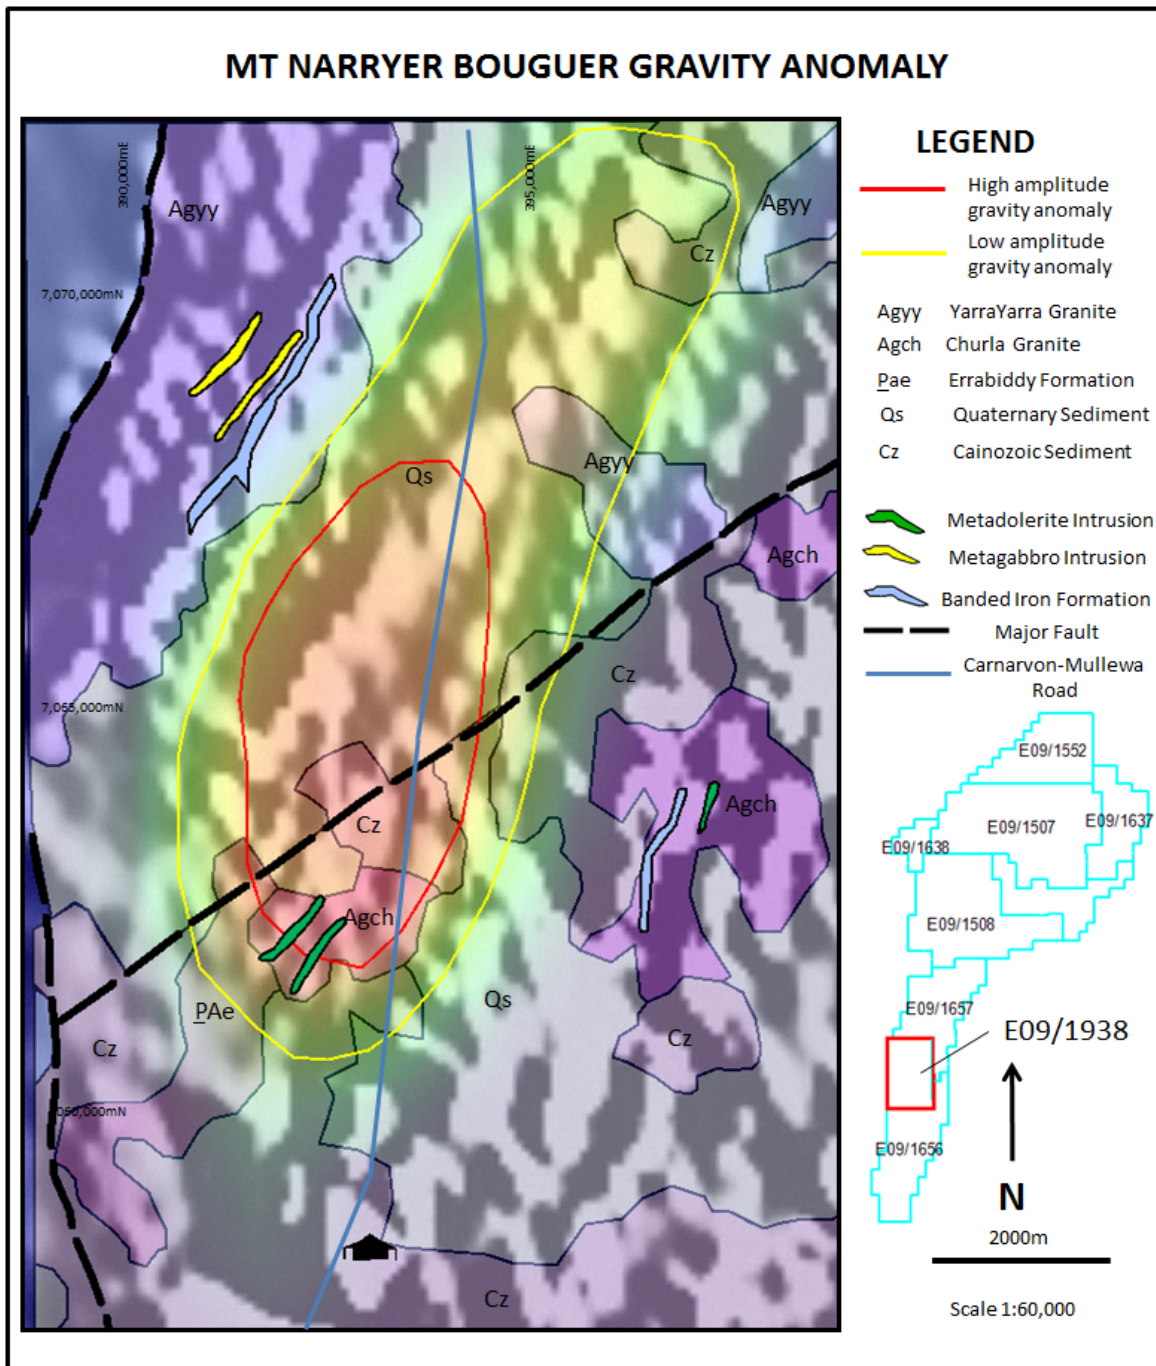 MT NARRYER BOUGUER GRAVITY ANOMALY
390,000mE
395,000mE
Agyy
Agyy
Cz
7,070,000mN
Agyy
Qs
Agch
Cz
7,065,000mN
Agch
Cz
Agch
PAe
Qs
Cz
Cz
050,000mN
Cz
LEGEND
High amplitude
gravity anomaly
Low amplitude
gravity anomaly
Agyy YarraYarra Granite
Agch Churla Granite
Pae Errabiddy Formation
Qs Quaternary Sediment
Cz Cainozoic Sediment
Metadolerite Intrusion
Metagabbro Intrusion
Banded Iron Formation
Major Fault
Carnarvon-Mullewa
Road
E09/1552
E09/1507
E09/1637
E09/1638
E09/1508
E09/1657
E09/1938
E09/1656
N
2000m
Scale 1:60,000